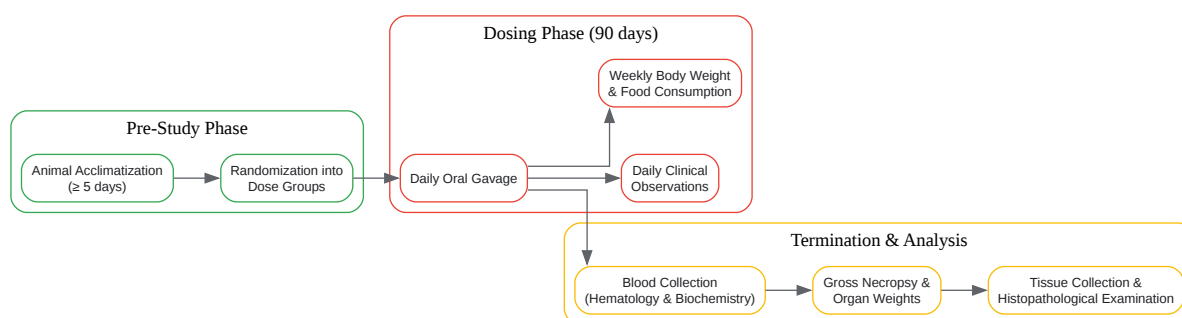 Dosing Phase (90 days)
Weekly Body Weight
& Food Consumption
Pre-Study Phase
Animal Acclimatization
(≥ 5 days)
Randomization into
Dose Groups
Daily Oral Gavage
Daily Clinical
Observations
Termination & Analysis
Blood Collection
(Hematology & Biochemistry)
Gross Necropsy &
Organ Weights
Tissue Collection &
Histopathological Examination